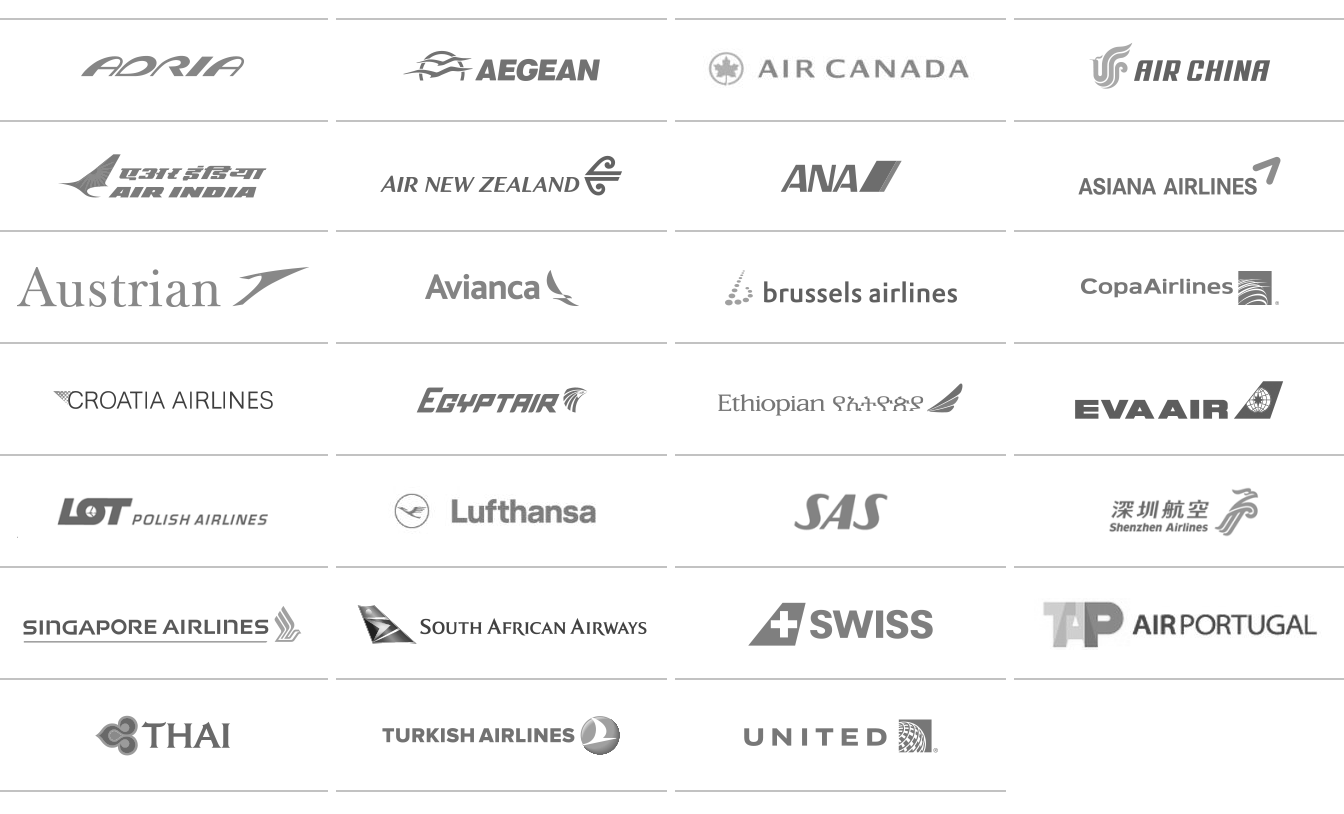 ADRIA
AEGEAN
AIR CANADA
AIR CHINA
एअर इंडिया
AIR INDIA
AIR NEW ZEALAND
ANA
ASIANA AIRLINES
Austrian
Avianca
brussels airlines
CopaAirlines
CROATIA AIRLINES
EGYPTAIR
Ethiopian የኢትዮጵያ
EVA AIR
LOT POLISH AIRLINES
Lufthansa
SAS
深圳航空
Shenzhen Airlines
SINGAPORE AIRLINES
SOUTH AFRICAN AIRWAYS
SWISS
TAP AIRPORTUGAL
THAI
TURKISH AIRLINES
UNITED